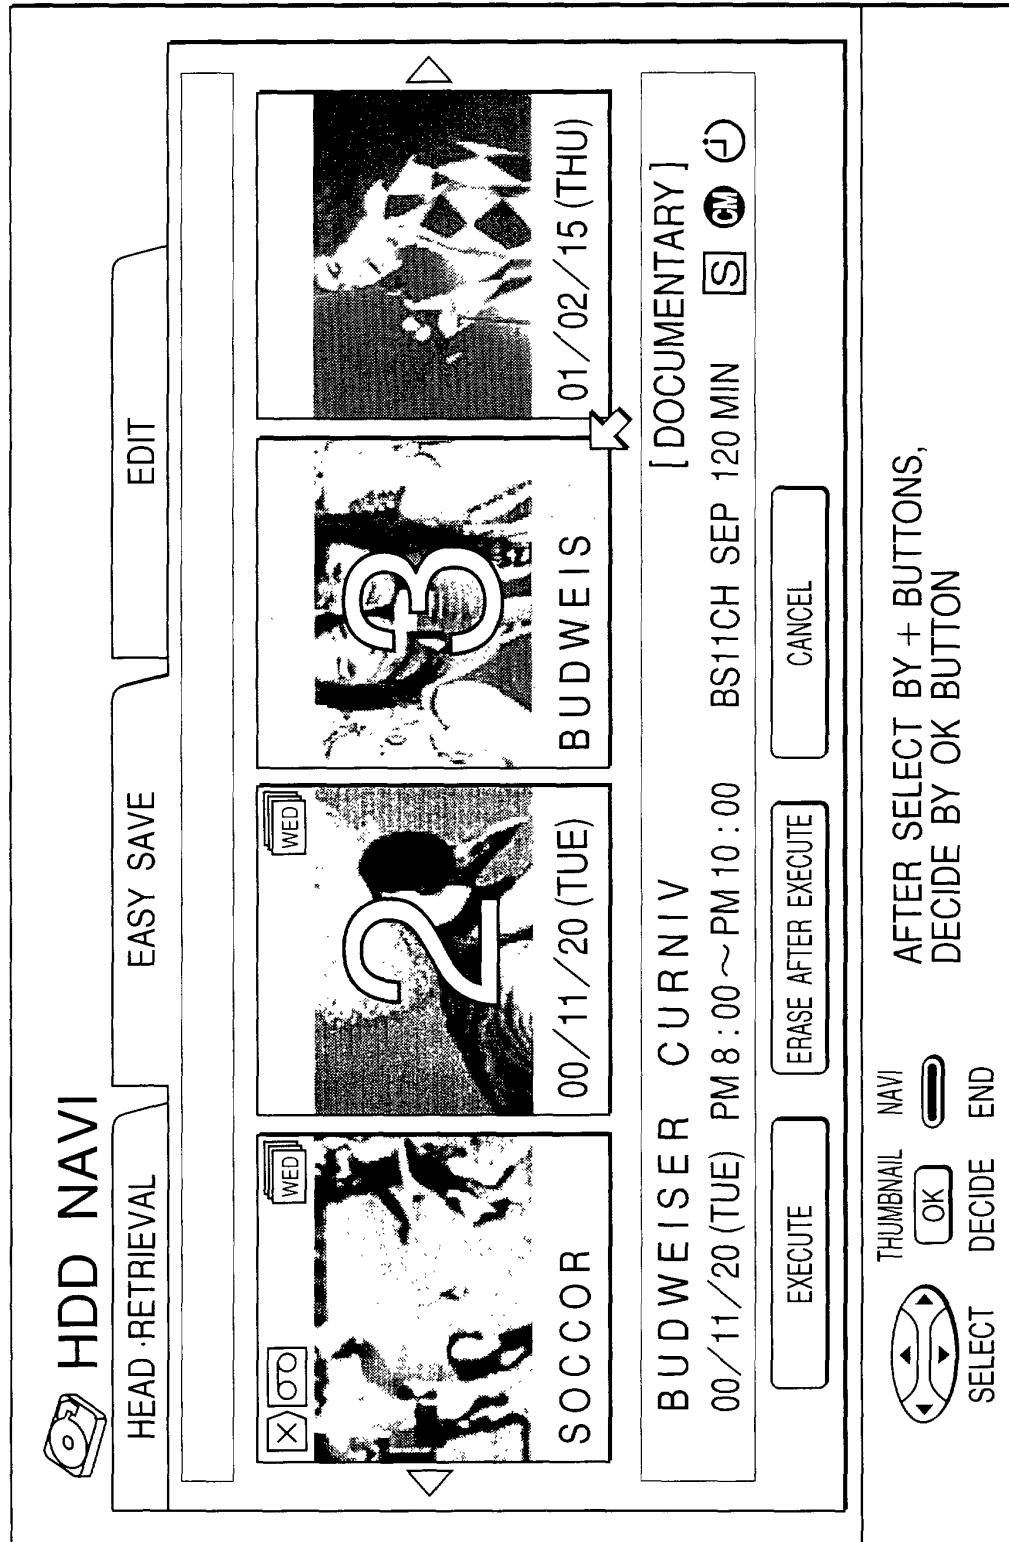 HDD NAVI
HEAD·RETRIEVAL
EASY SAVE
EDIT
WED
WED
2
3
SOCCOR
00/11/20 (TUE)
BUDWEIS
01/02/15 (THU)
BUDWEISER CURNIV [DOCUMENTARY]
00/11/20 (TUE) PM 8:00~PM 10:00 BS11CH SEP 120 MIN S CM
EXECUTE
ERASE AFTER EXECUTE
CANCEL
THUMBNAIL
NAVI
OK
SELECT
DECIDE
END
AFTER SELECT BY + BUTTONS,
DECIDE BY OK BUTTON